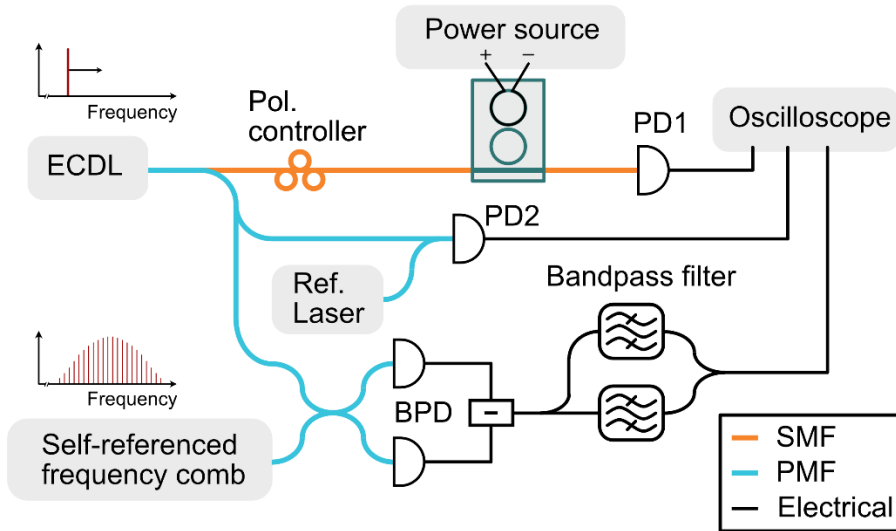 Power source
+ −
Frequency
Pol.
controller
PD1
Oscilloscope
ECDL
PD2
Ref.
Laser
Bandpass filter
Frequency
BPD
-
Self-referenced
frequency comb
SMF
PMF
Electrical